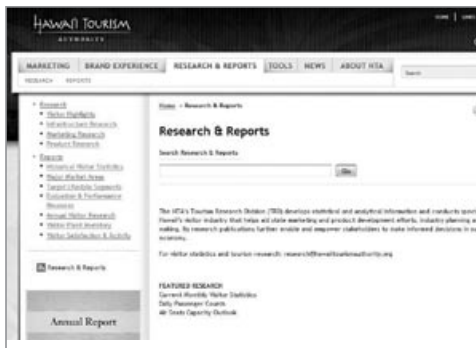 HAWAI'I TOURISM
AUTHORITY
HOME
MARKETING BRAND EXPERIENCE RESEARCH & REPORTS TOOLS NEWS ABOUT HTA
Search
RESEARCH REPORTS
Research
Visitor Highlights
Infrastructure Research
Marketing Research
Product Research
Reports
Historical Visitor Statistics
Major Market Areas
Target Lifestyle Segments
Evaluation & Performance
Measures
Annual Visitor Research
Visitor Plant Inventory
Visitor Satisfaction & Activity
Research & Reports
Annual Report
Home » Research & Reports
Research & Reports
Search Research & Reports
Go
The HTA's Tourism Research Division (TRD) develops statistical and analytical information and conducts
Hawai'i's visitor industry that helps aid state marketing and product development efforts, industry planning
making. By research publications further enable and empower stakeholders to make informed decisions in
economy.
For visitor statistics and tourism research: research@hawaiitourismauthority.org
FEATURED RESEARCH
Current Monthly Visitor Statistics
Daily Passenger Counts
Air Seats Capacity Outlook